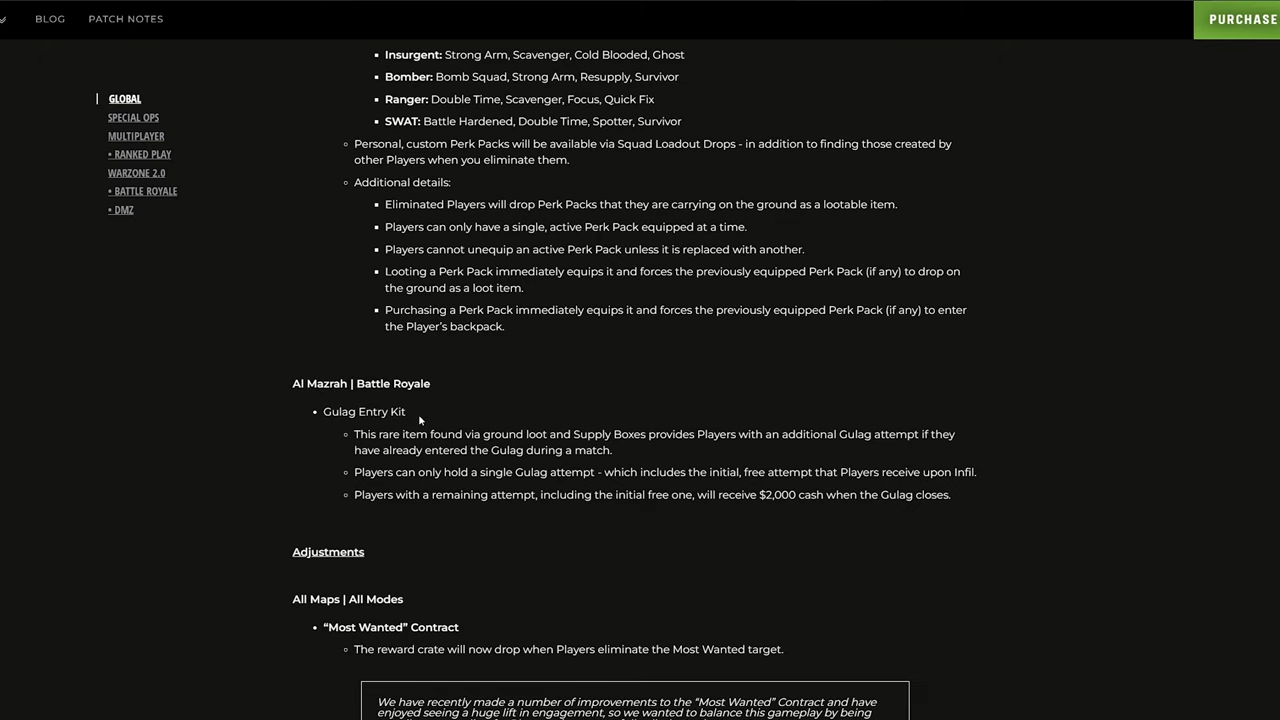 BLOG
PATCH NOTES
PURCHASE
Insurgent: Strong Arm, Scavenger, Cold Blooded, Ghost
Bomber: Bomb Squad, Strong Arm, Resupply, Survivor
Ranger: Double Time, Scavenger, Focus, Quick Fix
SWAT: Battle Hardened, Double Time, Spotter, Survivor
GLOBAL
SPECIAL OPS
MULTIPLAYER
• RANKED PLAY
WARZONE 2.0
• BATTLE ROYALE
• DMZ
Personal, custom Perk Packs will be available via Squad Loadout Drops - in addition to finding those created by
other Players when you eliminate them.
Additional details:
Eliminated Players will drop Perk Packs that they are carrying on the ground as a lootable item.
Players can only have a single, active Perk Pack equipped at a time.
Players cannot unequip an active Perk Pack unless it is replaced with another.
Looting a Perk Pack immediately equips it and forces the previously equipped Perk Pack (if any) to drop on
the ground as a loot item.
Purchasing a Perk Pack immediately equips it and forces the previously equipped Perk Pack (if any) to enter
the Player's backpack.
Al Mazrah | Battle Royale
Gulag Entry Kit
This rare item found via ground loot and Supply Boxes provides Players with an additional Gulag attempt if they
have already entered the Gulag during a match.
Players can only hold a single Gulag attempt - which includes the initial, free attempt that Players receive upon Infil.
Players with a remaining attempt, including the initial free one, will receive $2,000 cash when the Gulag closes.
Adjustments
All Maps | All Modes
“Most Wanted” Contract
The reward crate will now drop when Players eliminate the Most Wanted target.
We have recently made a number of improvements to the “Most Wanted” Contract and have
enjoyed seeing a huge lift in engagement, so we wanted to balance this gameplay by being